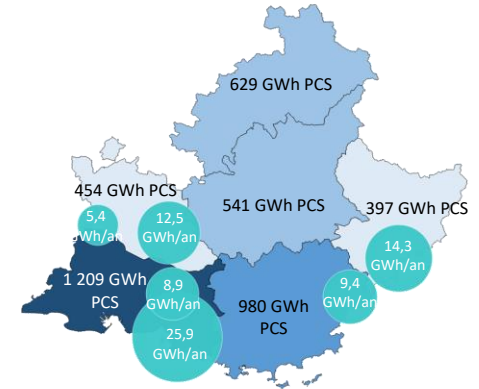 629 GWh PCS
454 GWh PCS
541 GWh PCS
397 GWh PCS
5,4
GWh/an
12,5
GWh/an
14,3
GWh/an
1 209 GWh
PCS
8,9
GWh/an
980 GWh
PCS
9,4
GWh/an
25,9
GWh/an